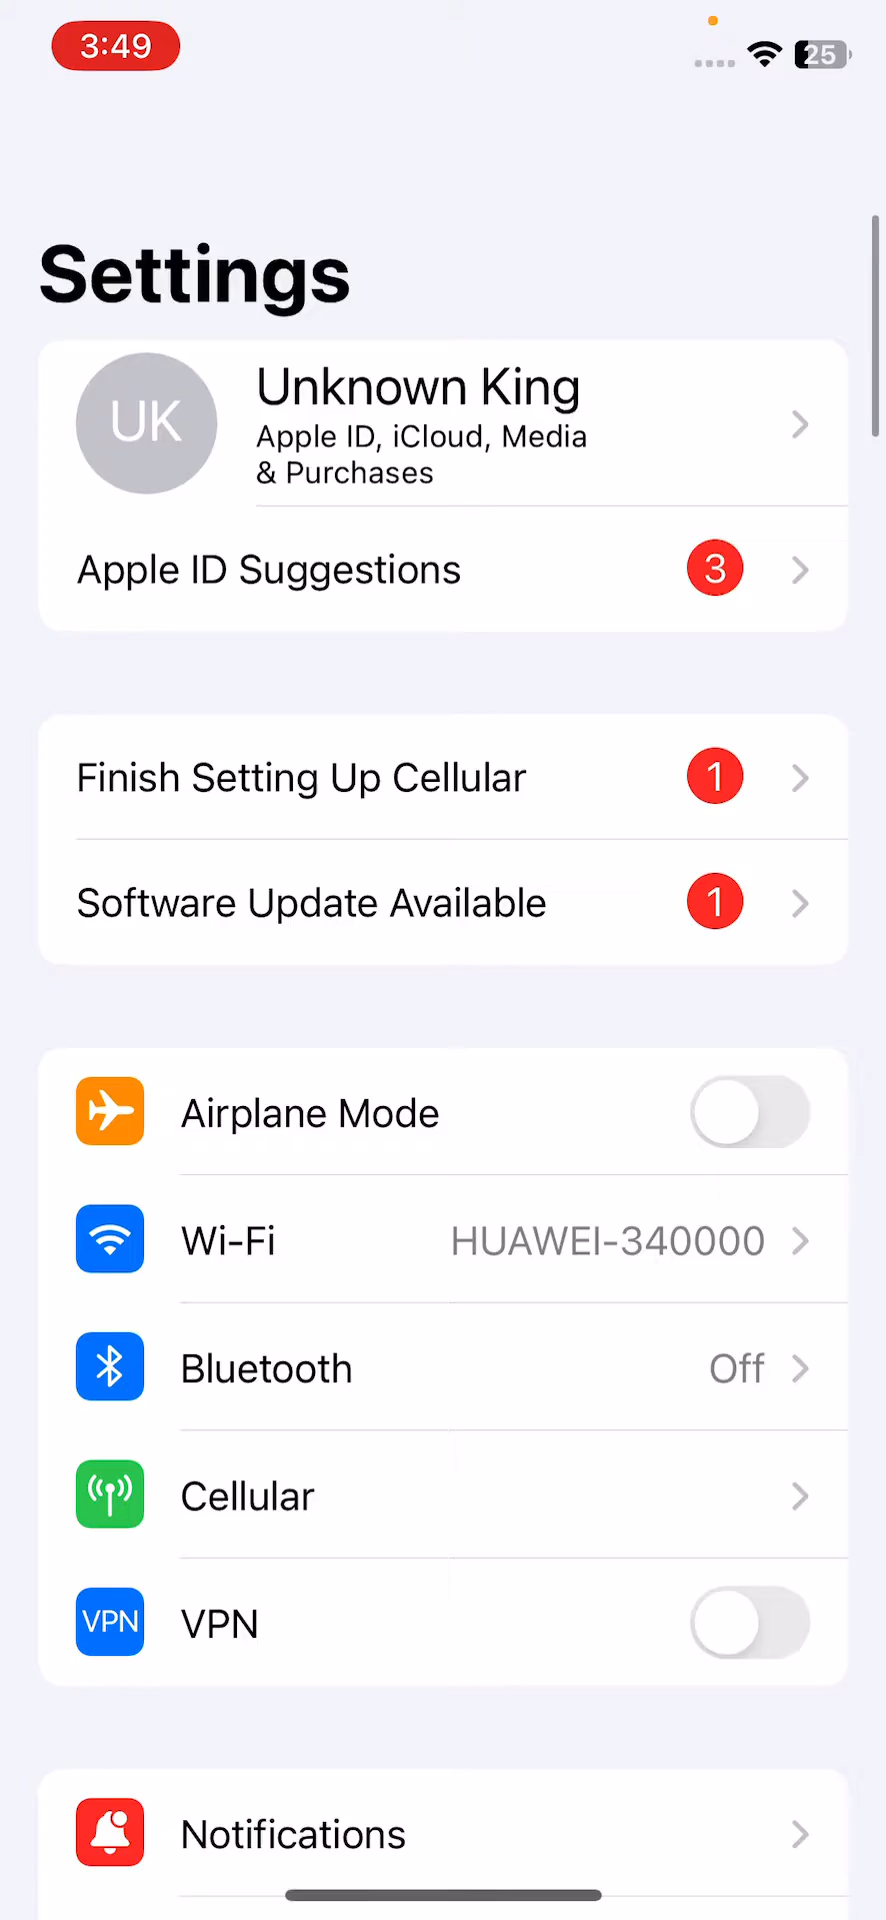 3:49
25
Settings
UK
Unknown King
Apple ID, iCloud, Media
& Purchases
Apple ID Suggestions 3
Finish Setting Up Cellular 1
Software Update Available 1
Airplane Mode
Wi-Fi HUAWEI-340000
Bluetooth Off
Cellular
VPN VPN
Notifications